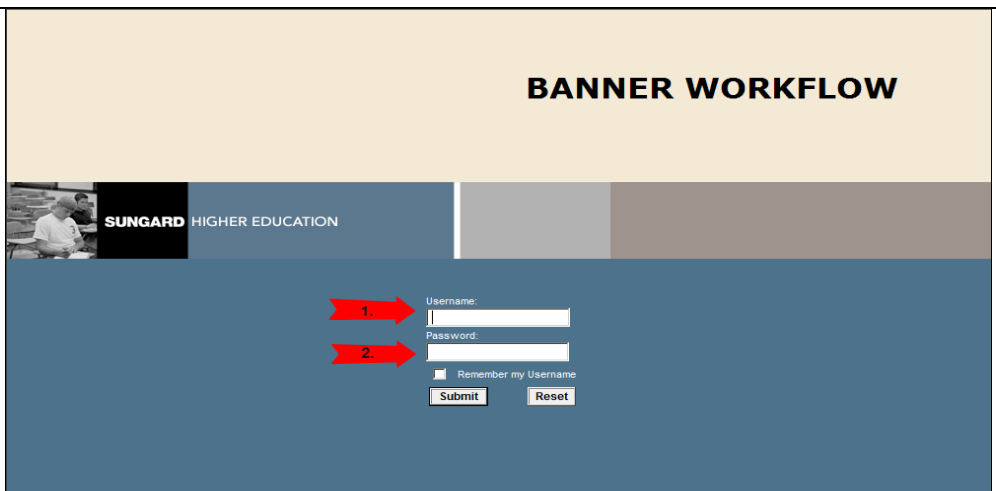 BANNER WORKFLOW
SUNGARD HIGHER EDUCATION
Username:
1.
Password:
2.
Remember my Username
Submit Reset